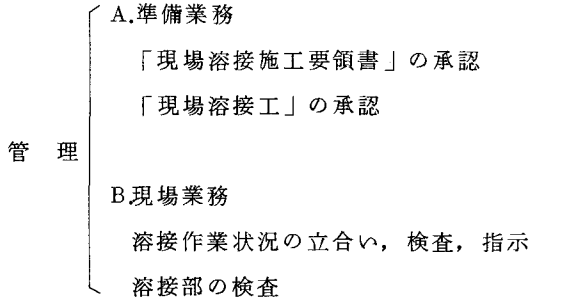 A.準備業務
「現場溶接施工要領書」の承認
「現場溶接工」の承認
管 理
B.現場業務
溶接作業状況の立合い，検査，指示
溶接部の検査